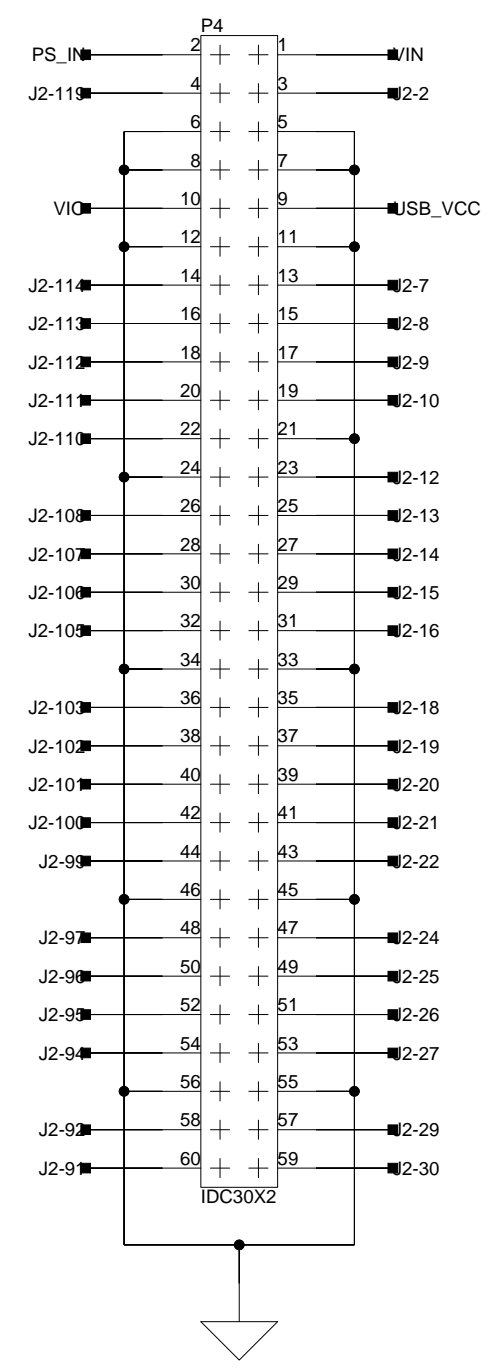 P4
PS_IN 2 1 VIN
J2-119 4 3 J2-2
6 5
8 7
VIO 10 9 USB_VCC
12 11
J2-114 14 13 J2-7
J2-113 16 15 J2-8
J2-112 18 17 J2-9
J2-111 20 19 J2-10
J2-110 22 21
24 23 J2-12
J2-108 26 25 J2-13
J2-107 28 27 J2-14
J2-106 30 29 J2-15
J2-105 32 31 J2-16
34 33
J2-103 36 35 J2-18
J2-102 38 37 J2-19
J2-101 40 39 J2-20
J2-100 42 41 J2-21
J2-99 44 43 J2-22
46 45
J2-97 48 47 J2-24
J2-96 50 49 J2-25
J2-95 52 51 J2-26
J2-94 54 53 J2-27
56 55
J2-92 58 57 J2-29
J2-91 60 59 J2-30
IDC30X2